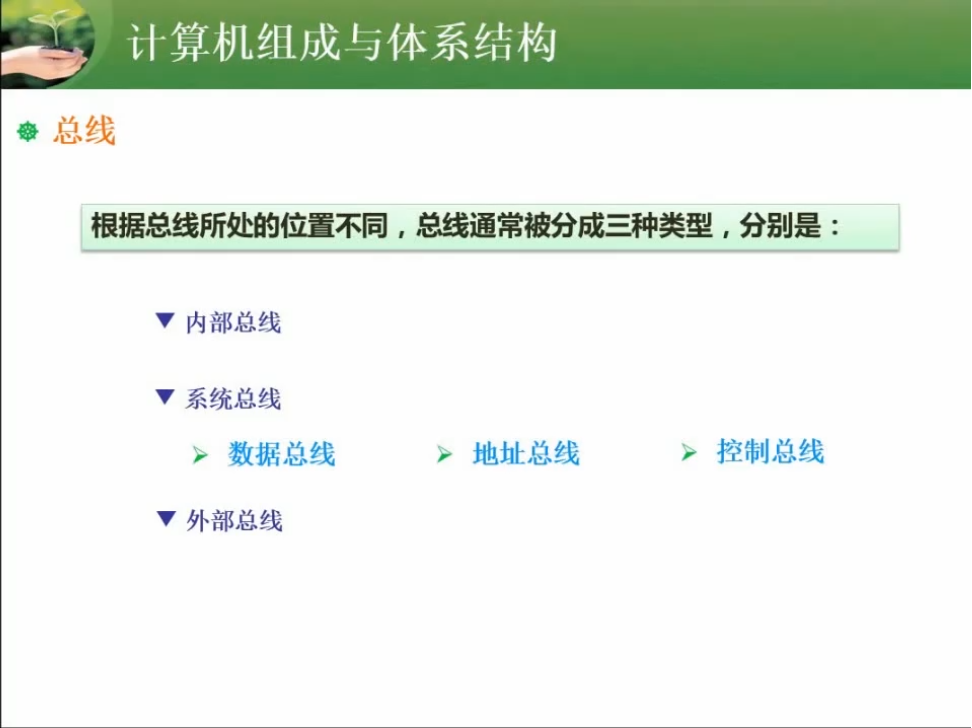 计算机组成与体系结构
总线
根据总线所处的位置不同，总线通常被分成三种类型，分别是：
内部总线
系统总线
数据总线 地址总线 控制总线
外部总线